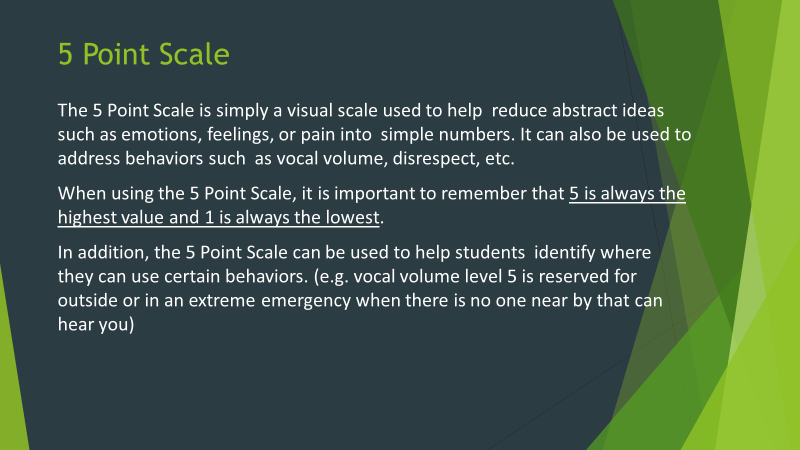 5 Point Scale
The 5 Point Scale is simply a visual scale used to help  reduce abstract ideas
such as emotions, feelings, or pain into  simple numbers. It can also be used to
address behaviors such  as vocal volume, disrespect, etc.
When using the 5 Point Scale, it is important to remember that 5 is always the
highest value and 1 is always the lowest.
In addition, the 5 Point Scale can be used to help students  identify where
they can use certain behaviors. (e.g. vocal volume level 5 is reserved for
outside or in an extreme emergency when there is no one near by that can
hear you)